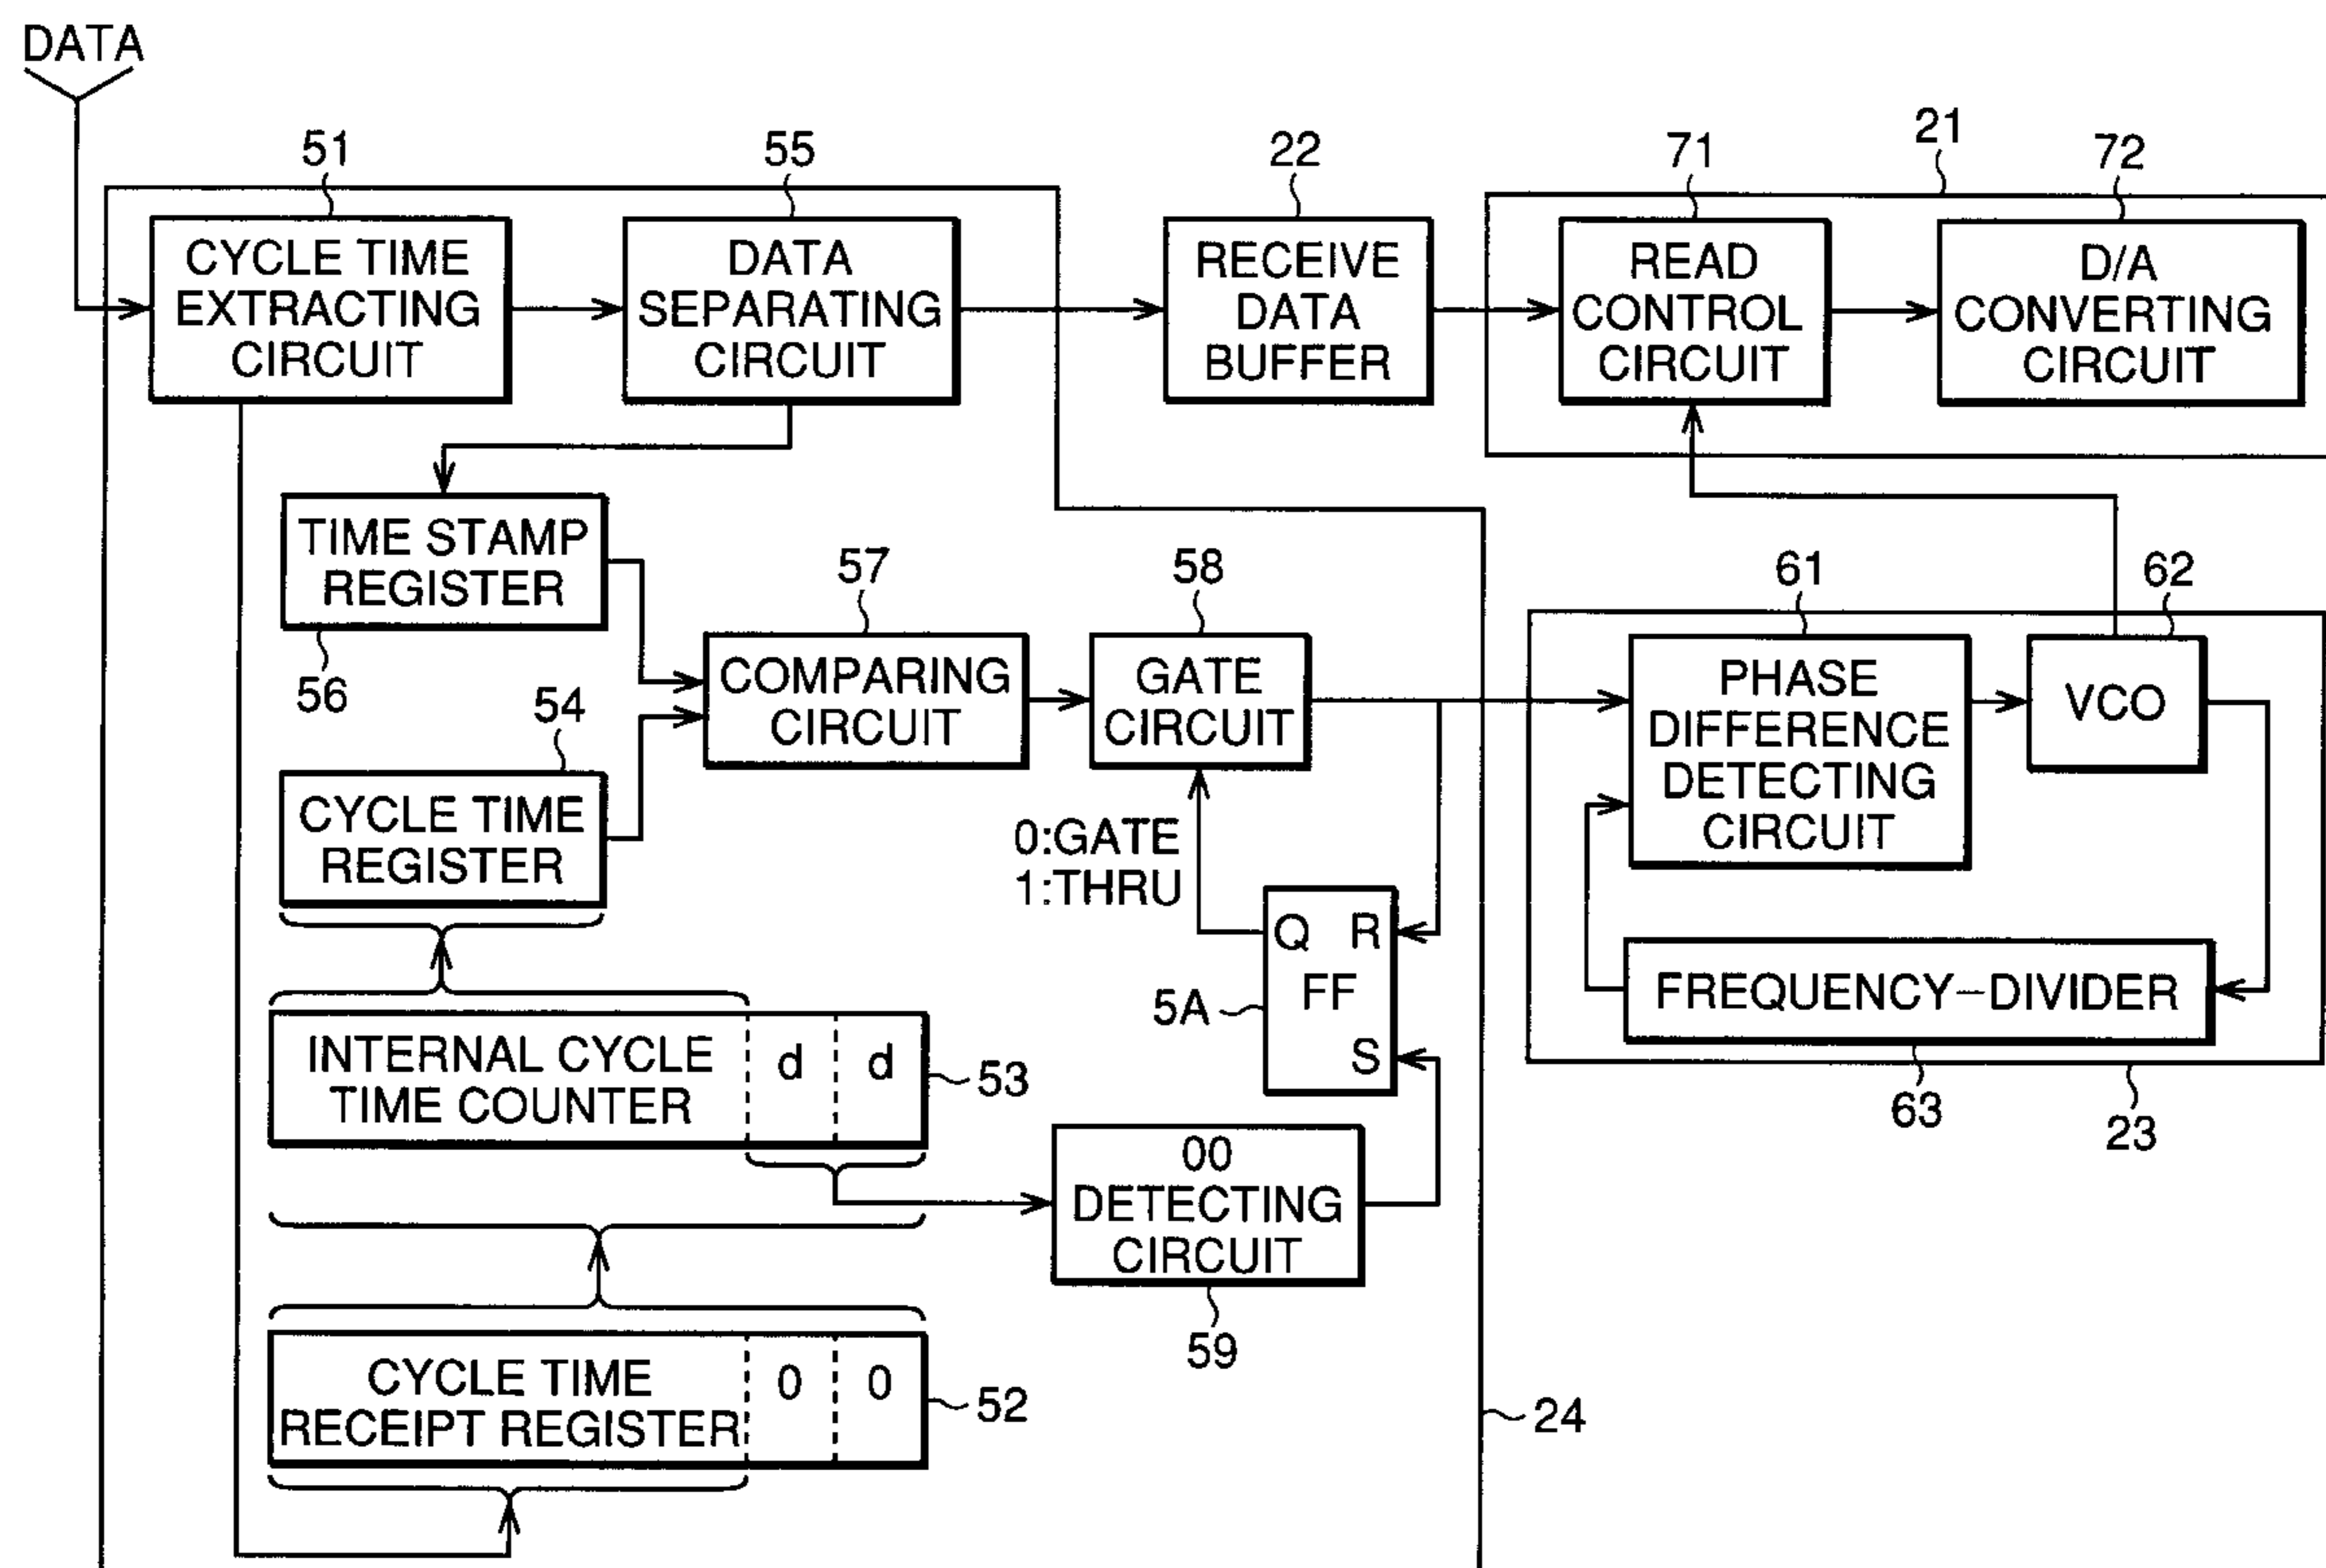 DATA
51
55
22
71
21
72
CYCLE TIME
EXTRACTING
CIRCUIT
DATA
SEPARATING
CIRCUIT
RECEIVE
DATA
BUFFER
READ
CONTROL
CIRCUIT
D/A
CONVERTING
CIRCUIT
TIME STAMP
REGISTER
56
57
58
61
62
COMPARING
CIRCUIT
GATE
CIRCUIT
PHASE
DIFFERENCE
DETECTING
CIRCUIT
VCO
54
CYCLE TIME
REGISTER
0:GATE
1:THRU
Q R
FF
S
5A
FREQUENCY-DIVIDER
63
23
INTERNAL CYCLE
TIME COUNTER
d d
53
00
DETECTING
CIRCUIT
59
CYCLE TIME
RECEIPT REGISTER
0 0
52
24